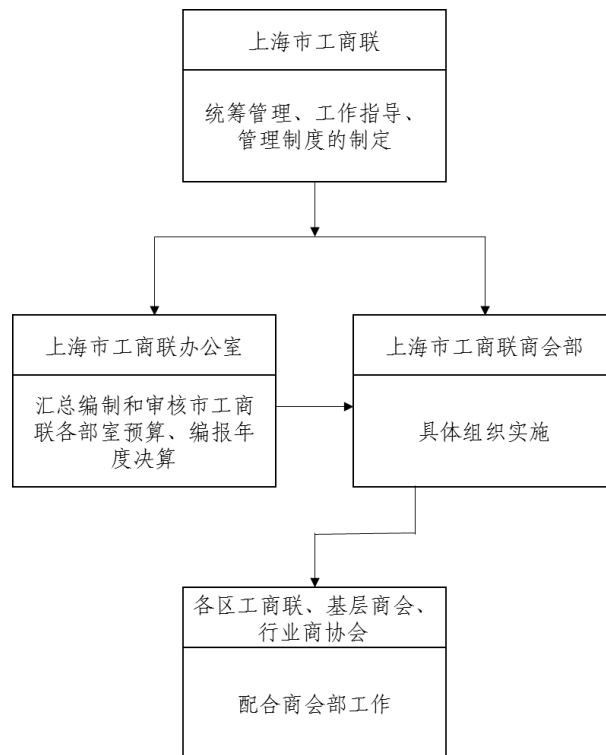 上海市工商联
统筹管理、工作指导、
管理制度的制定
上海市工商联办公室
汇总编制和审核市工商
联各部室预算、编报年
度决算
上海市工商联商会部
具体组织实施
各区工商联、基层商会、
行业商协会
配合商会部工作